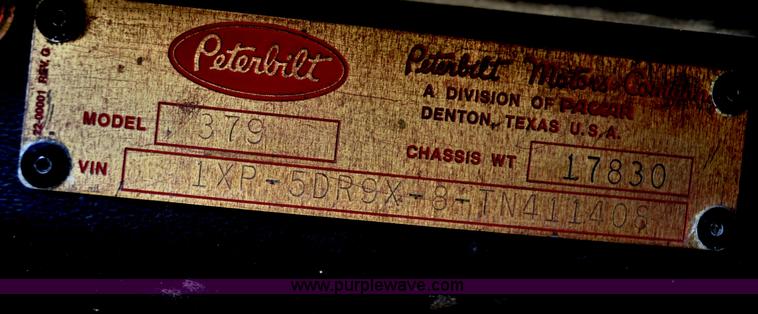 Peterbilt
Peterbilt Motors Company
A DIVISION OF PACCAR
DENTON, TEXAS U.S.A.
22-00001 REV. G
MODEL 379
CHASSIS WT 17830
VIN 1XP-5DR9X-8-TN411408
www.purplewave.com